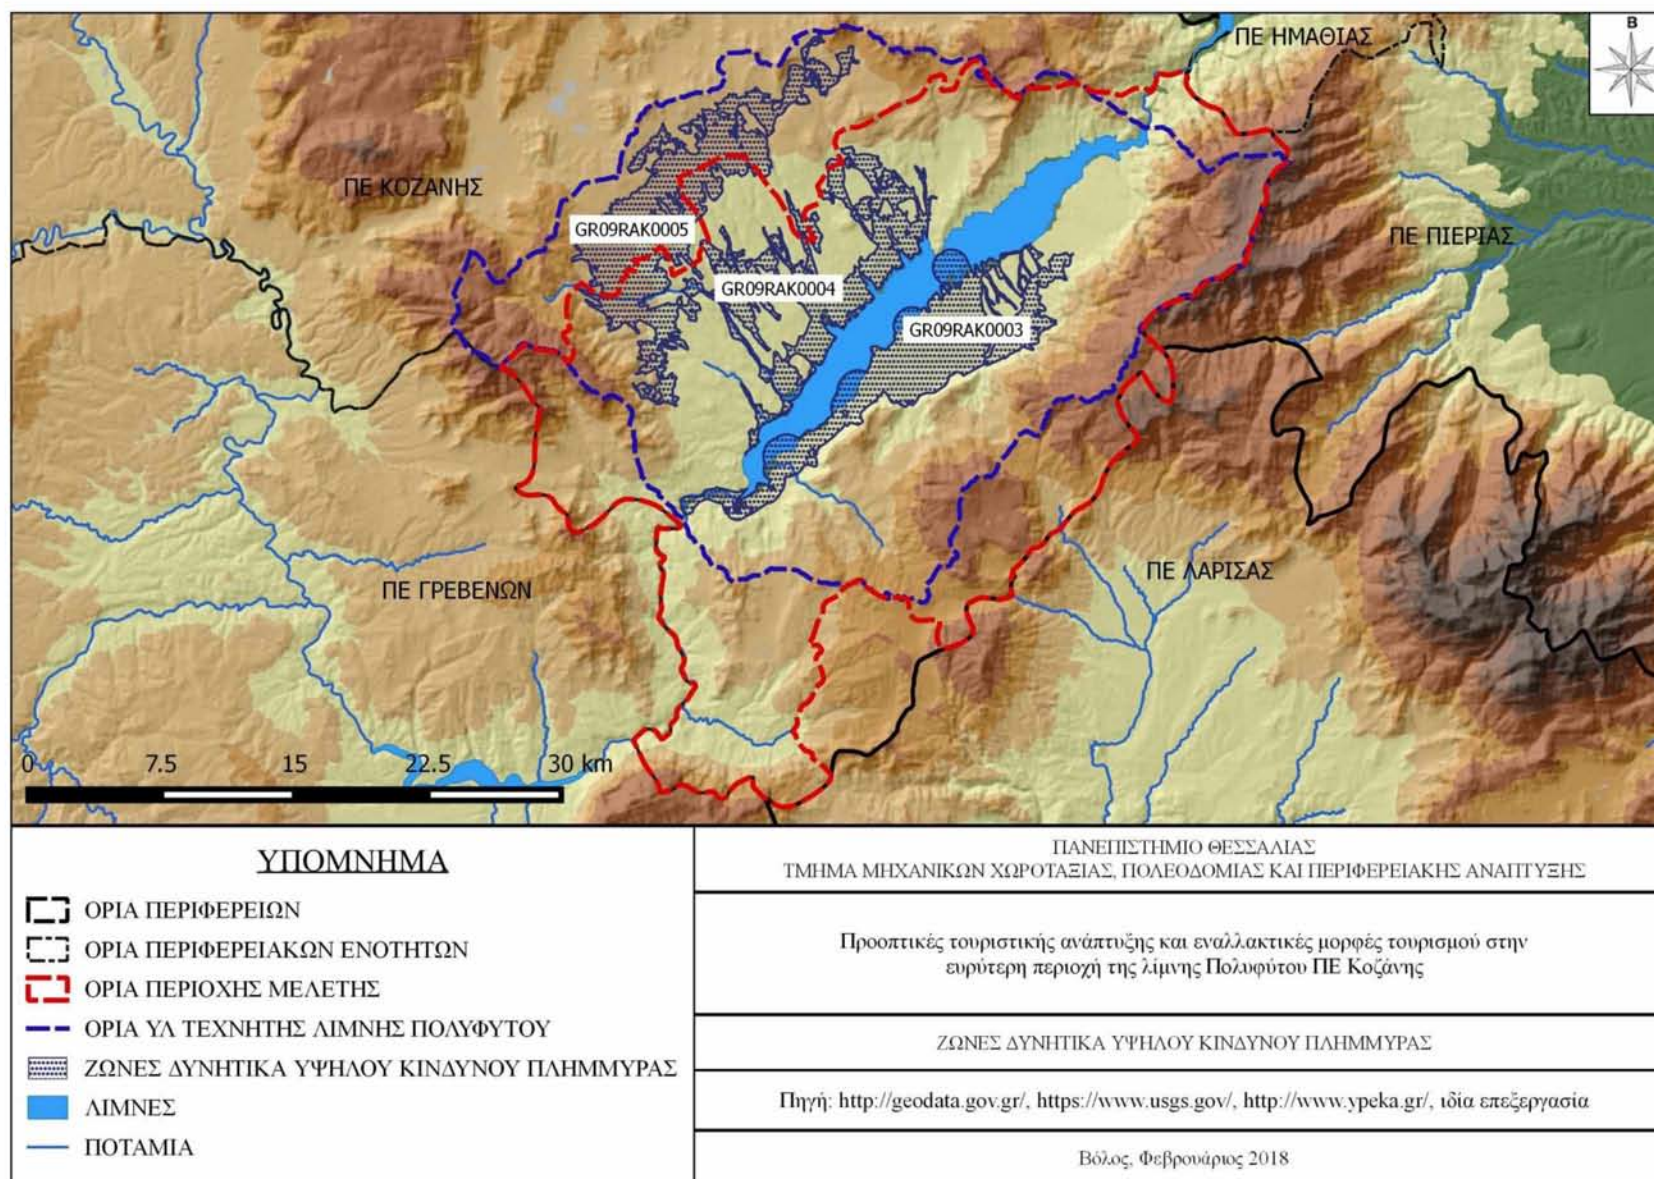 Β
ΠΕ ΗΜΑΘΙΑΣ
ΠΕ ΚΟΖΑΝΗΣ
GR09RAK0005
ΠΕ ΠΙΕΡΙΑΣ
GR09RAK0004
GR09RAK0003
ΠΕ ΛΑΡΙΣΑΣ
ΠΕ ΓΡΕΒΕΝΩΝ
0 7.5 15 22.5 30 km
ΥΠΟΜΝΗΜΑ
ΟΡΙΑ ΠΕΡΙΦΕΡΕΙΩΝ
ΟΡΙΑ ΠΕΡΙΦΕΡΕΙΑΚΩΝ ΕΝΟΤΗΤΩΝ
ΟΡΙΑ ΠΕΡΙΟΧΗΣ ΜΕΛΕΤΗΣ
ΟΡΙΑ ΥΛ ΤΕΧΝΗΤΗΣ ΛΙΜΝΗΣ ΠΟΛΥΦΥΤΟΥ
ΖΩΝΕΣ ΔΥΝΗΤΙΚΑ ΥΨΗΛΟΥ ΚΙΝΔΥΝΟΥ ΠΛΗΜΜΥΡΑΣ
ΛΙΜΝΕΣ
ΠΟΤΑΜΙΑ
ΠΑΝΕΠΙΣΤΗΜΙΟ ΘΕΣΣΑΛΙΑΣ
ΤΜΗΜΑ ΜΗΧΑΝΙΚΩΝ ΧΩΡΟΤΑΞΙΑΣ, ΠΟΛΕΟΔΟΜΙΑΣ ΚΑΙ ΠΕΡΙΦΕΡΕΙΑΚΗΣ ΑΝΑΠΤΥΞΗΣ
Προοπτικές τουριστικής ανάπτυξης και εναλλακτικές μορφές τουρισμού στην
ευρύτερη περιοχή της λίμνης Πολυφύτου ΠΕ Κοζάνης
ΖΩΝΕΣ ΔΥΝΗΤΙΚΑ ΥΨΗΛΟΥ ΚΙΝΔΥΝΟΥ ΠΛΗΜΜΥΡΑΣ
Πηγή: http://geodata.gov.gr/, https://www.usgs.gov/, http://www.ypeka.gr/, ιδία επεξεργασία
Βόλος, Φεβρουάριος 2018